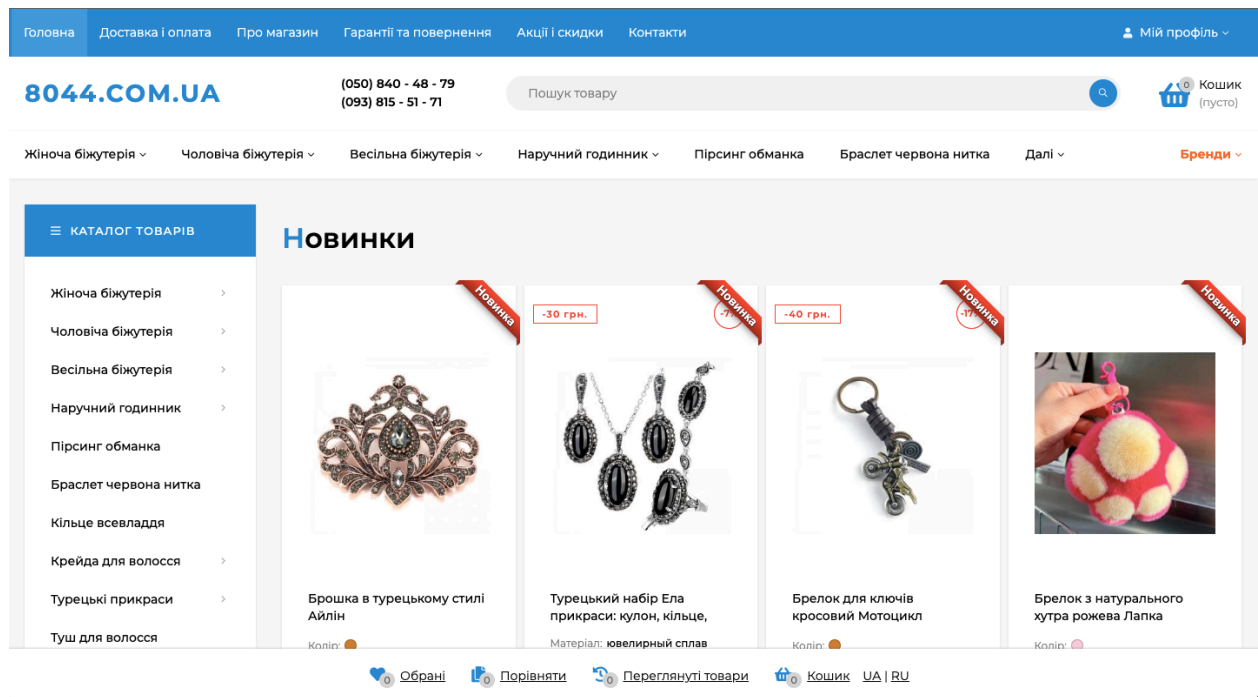 Головна Доставка і оплата Про магазин Гарантії та повернення Акції і скидки Контакти Мій профіль
8044.COM.UA
(050) 840 - 48 - 79
(093) 815 - 51 - 71
Пошук товару
0 Кошик
(пусто)
Жіноча біжутерія Чоловіча біжутерія Весільна біжутерія Наручний годинник Пірсинг обманка Браслет червона нитка Далі Бренди
КАТАЛОГ ТОВАРІВ
Жіноча біжутерія
Чоловіча біжутерія
Весільна біжутерія
Наручний годинник
Пірсинг обманка
Браслет червона нитка
Кільце всевладдя
Крейда для волосся
Турецькі прикраси
Туш для волосся
Новинки
Новинка
Брошка в турецькому стилі
Айлін
Колір:
-30 грн.
Новинка
Турецький набір Ела
прикраси: кулон, кільце,
Матеріал: ювелирный сплав
-40 грн.
Новинка
Брелок для ключів
кросовий Мотоцикл
Колір:
Новинка
Брелок з натурального
хутра рожева Лапка
Колір:
0 Обрані 0 Порівняти 0 Переглянуті товари 0 Кошик UA | RU